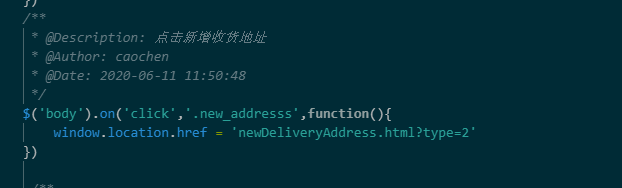 })
/**
* @Description: 点击新增收货地址
* @Author: caochen
* @Date: 2020-06-11 11:50:48
*/
$('body').on('click','.new_addresss',function(){
window.location.href = 'newDeliveryAddress.html?type=2'
})
/**